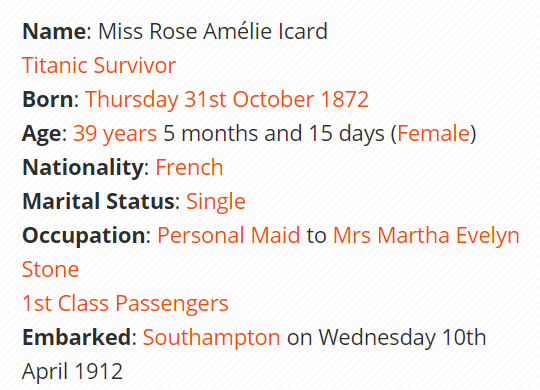 Name: Miss Rose Amélie Icard
Titanic Survivor
Born: Thursday 31st October 1872
Age: 39 years 5 months and 15 days (Female)
Nationality: French
Marital Status: Single
Occupation: Personal Maid to Mrs Martha Evelyn
Stone
1st Class Passengers
Embarked: Southampton on Wednesday 10th
April 1912